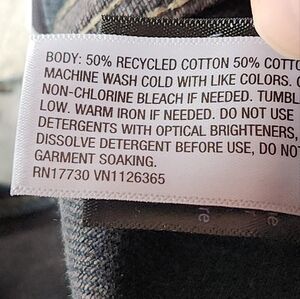 BODY: 50% RECYCLED COTTON 50% COTTO
MACHINE WASH COLD WITH LIKE COLORS.
NON-CHLORINE BLEACH IF NEEDED. TUMBL
LOW. WARM IRON IF NEEDED. DO NOT USE
DETERGENTS WITH OPTICAL BRIGHTENERS,
DISSOLVE DETERGENT BEFORE USE, DO NOT
GARMENT SOAKING.
RN17730 VN1126365